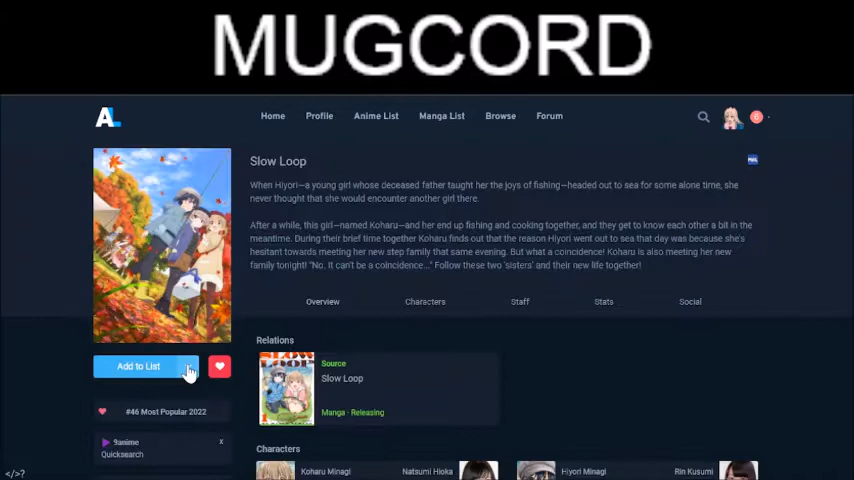 MUGCORD
AL
Home Profile Anime List Manga List Browse Forum
Slow Loop
When Hiyori—a young girl whose deceased father taught her the joys of fishing—headed out to sea for some alone time, she
never thought that she would encounter another girl there.
After a while, this girl—named Koharu—and her end up fishing and cooking together, and they get to know each other a bit in the
meantime. During their brief time together Koharu finds out that the reason Hiyori went out to sea that day was because she's
hesitant towards meeting her new step family that same evening. But what a coincidence! Koharu is also meeting her new
family tonight! "No. It can't be a coincidence..." Follow these two 'sisters' and their new life together!
Overview Characters Staff Stats Social
Relations
Add to List
SLOW
LOOP
1
Source
Slow Loop
Manga · Releasing
#46 Most Popular 2022
9anime x
Quicksearch
Characters
Koharu Minagi Natsumi Hioka Hiyori Minagi Rin Kusumi
</>?